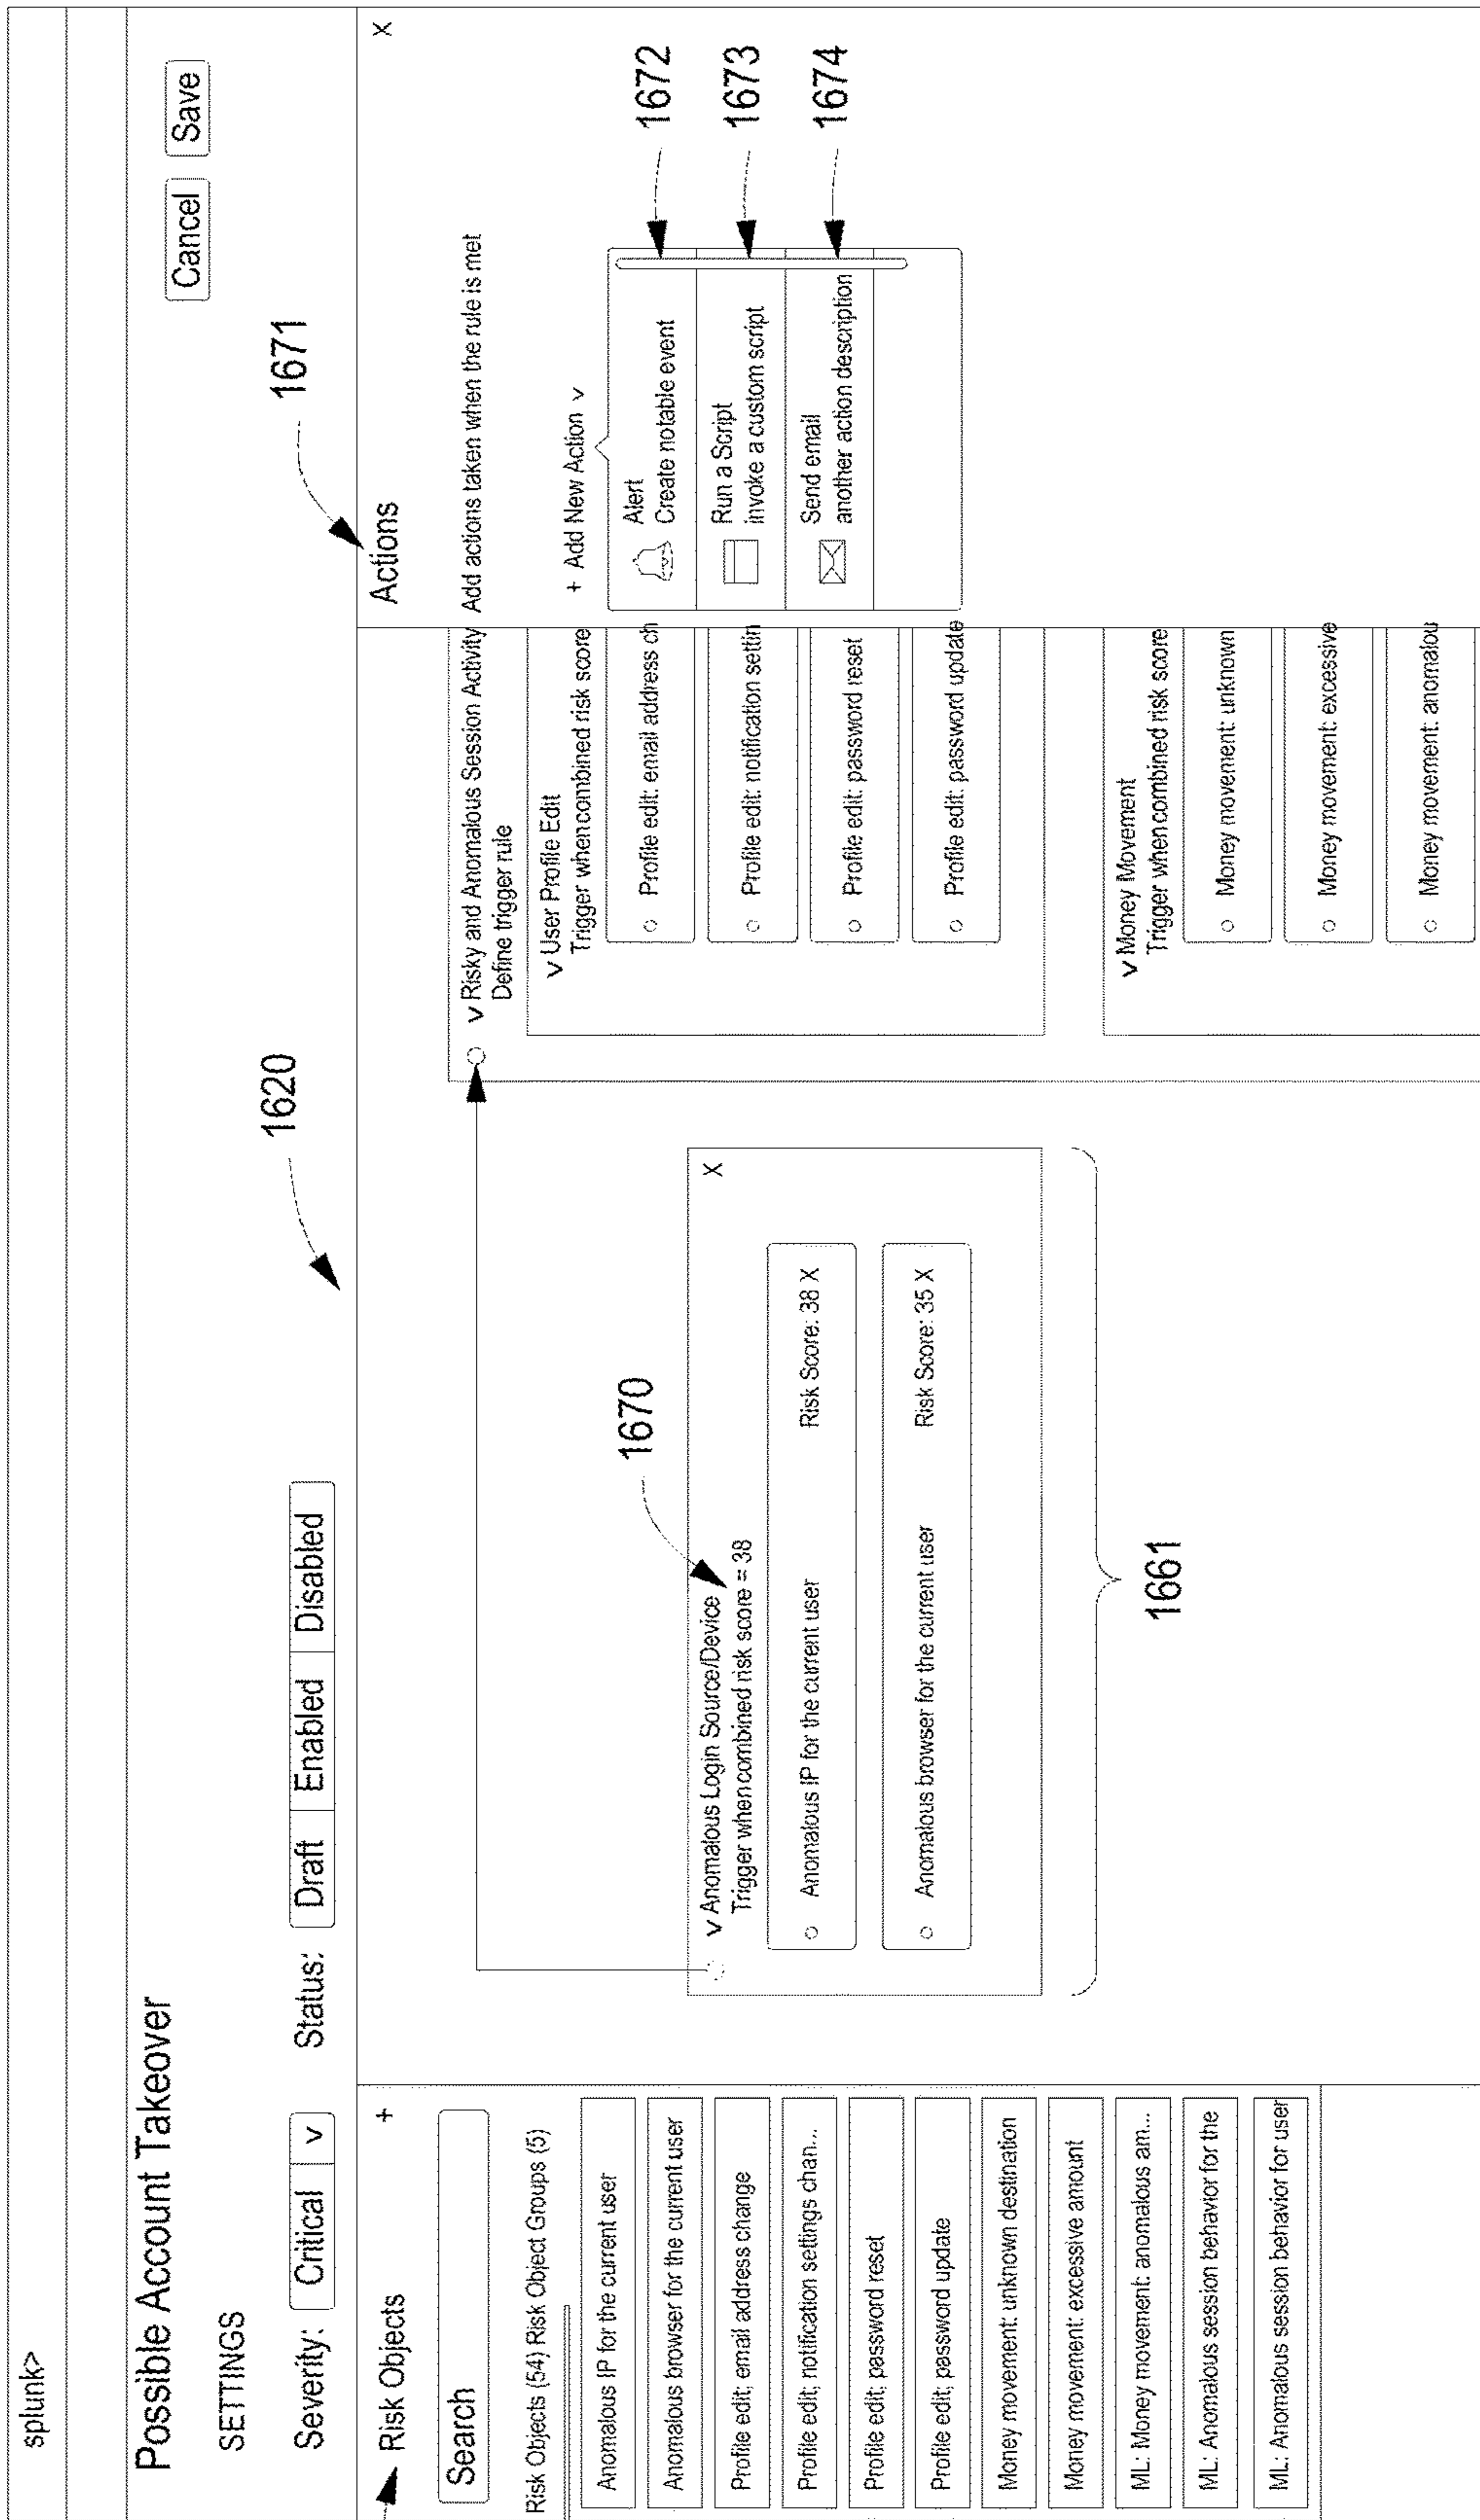 splunk>
Possible Account Takeover
Cancel Save
SETTINGS
Severity: Critical v Status: Draft Enabled Disabled
1620
1671
Risk Objects +
Search
Risk Objects (54) Risk Object Groups (5)
Anomalous IP for the current user
Anomalous browser for the current user
Profile edit; email address change
Profile edit; notification settings chan...
Profile edit; password reset
Profile edit; password update
Money movement: unknown destination
Money movement: excessive amount
ML: Money movement: anomalous am...
ML: Anomalous session behavior for the
ML: Anomalous session behavior for user
1670
v Anomalous Login Source/Device X
Trigger when combined risk score = 38
Anomalous IP for the current user Risk Score: 38 X
Anomalous browser for the current user Risk Score: 35 X
1661
v Risky and Anomalous Session Activity
Define trigger rule
v User Profile Edit
Trigger when combined risk score
Profile edit: email address ch
Profile edit: notification settin
Profile edit: password reset
Profile edit: password update
v Money Movement
Trigger when combined risk score
Money movement: unknown
Money movement: excessive
Money movement: anomalou
Actions X
Add actions taken when the rule is met
+ Add New Action v
Alert
Create notable event
1672
Run a Script
invoke a custom script
1673
Send email
another action description
1674